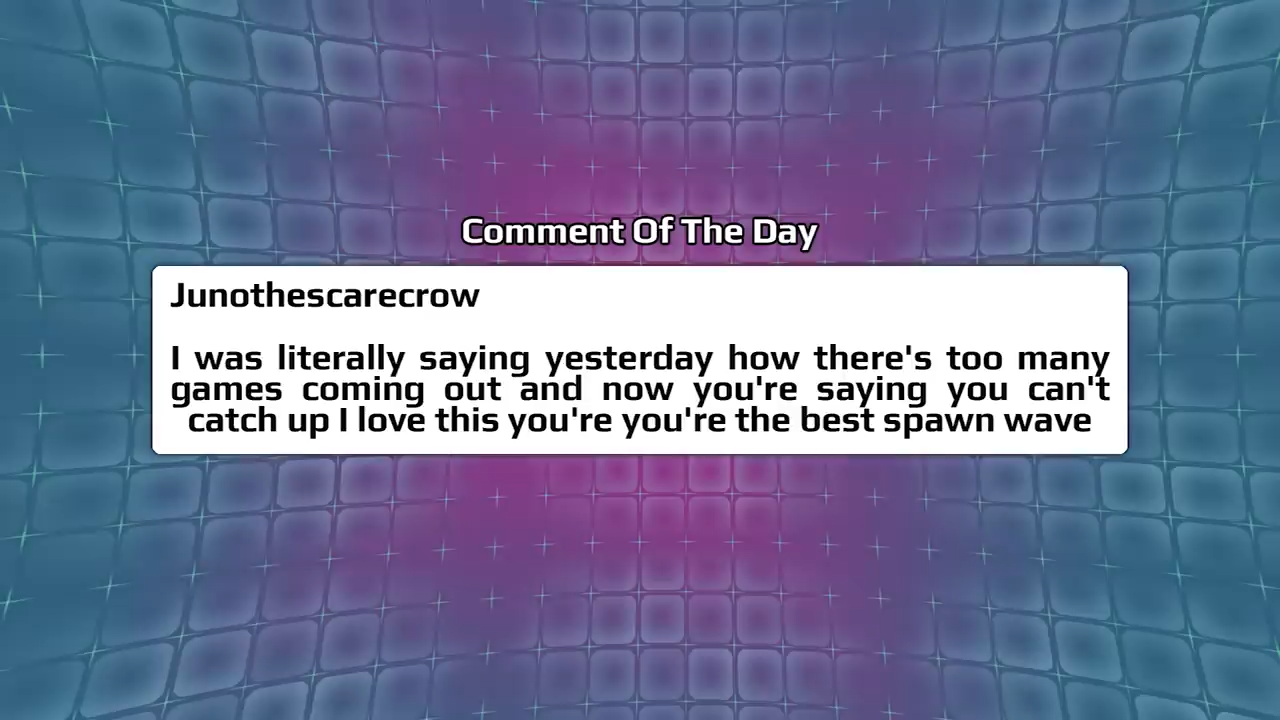 Comment Of The Day
Junothescarecrow
I was literally saying yesterday how there's too many
games coming out and now you're saying you can't
catch up I love this you're you're the best spawn wave